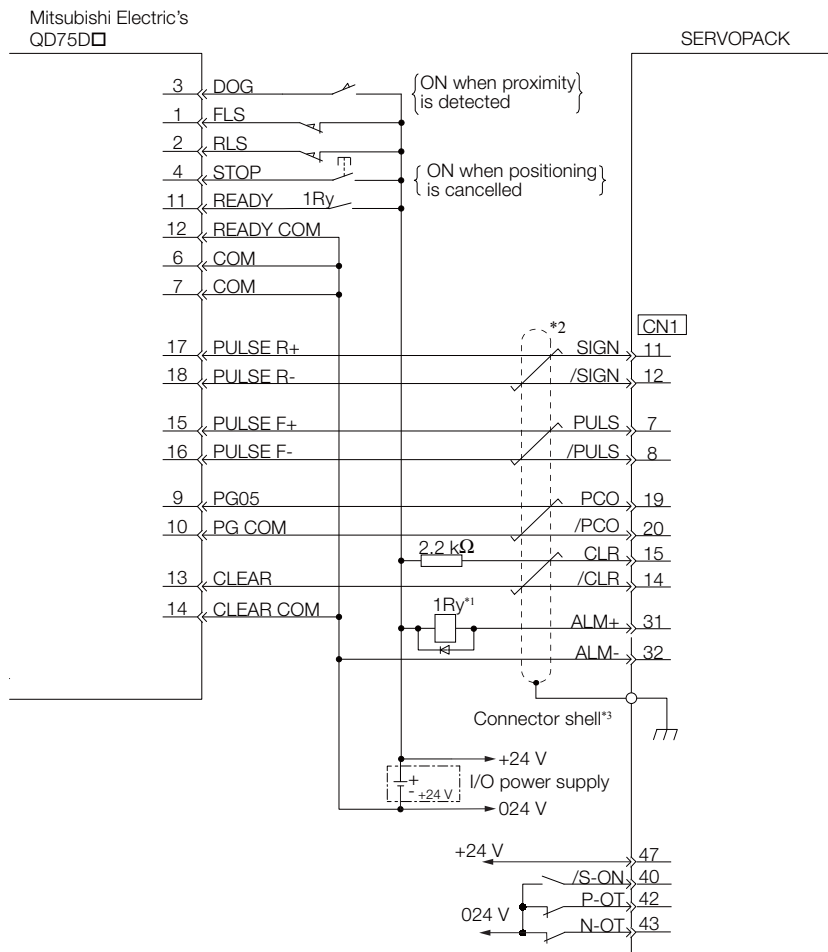 Mitsubishi Electric's
QD75D□
SERVOPACK
3 DOG
ON when proximity
is detected
1 FLS
2 RLS
4 STOP
ON when positioning
is cancelled
11 READY 1Ry
12 READY COM
6 COM
7 COM
*2
CN1
17 PULSE R+ SIGN 11
18 PULSE R- /SIGN 12
15 PULSE F+ PULS 7
16 PULSE F- /PULS 8
9 PG05 PCO 19
10 PG COM /PCO 20
2.2 kΩ CLR 15
13 CLEAR /CLR 14
14 CLEAR COM
1Ry*1 ALM+ 31
ALM- 32
Connector shell*3
+24 V
+
- +24 V
I/O power supply
024 V
+24 V 47
/S-ON 40
P-OT 42
024 V
N-OT 43